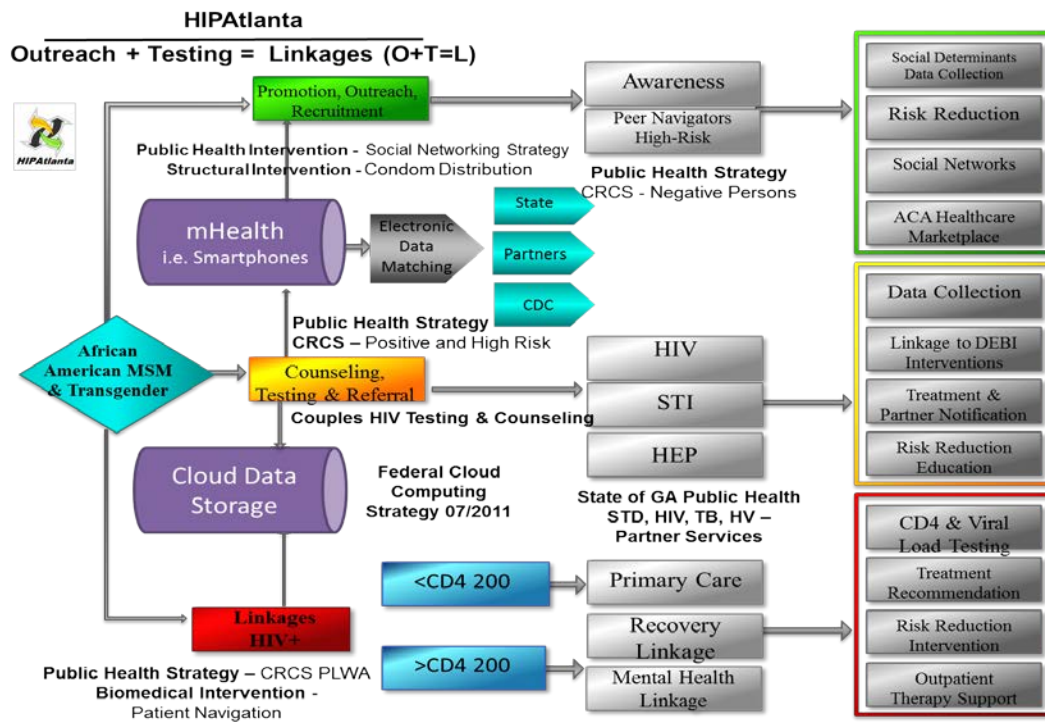 HIPAtlanta
Outreach + Testing = Linkages (O+T=L)
HIPAtlanta
Promotion, Outreach,
Recruitment
Public Health Intervention - Social Networking Strategy
Structural Intervention - Condom Distribution
Awareness
Peer Navigators
High-Risk
Public Health Strategy
CRCS - Negative Persons
Social Determinants
Data Collection
Risk Reduction
Social Networks
ACA Healthcare
Marketplace
mHealth
i.e. Smartphones
Electronic
Data
Matching
State
Partners
CDC
Public Health Strategy
CRCS – Positive and High Risk
African
American MSM
& Transgender
Counseling,
Testing & Referral
Couples HIV Testing & Counseling
HIV
STI
HEP
State of GA Public Health
STD, HIV, TB, HV –
Partner Services
Data Collection
Linkage to DEBI
Interventions
Treatment &
Partner Notification
Risk Reduction
Education
Cloud Data
Storage
Federal Cloud
Computing
Strategy 07/2011
Linkages
HIV+
Public Health Strategy – CRCS PLWA
Biomedical Intervention -
Patient Navigation
<CD4 200
>CD4 200
Primary Care
Recovery
Linkage
Mental Health
Linkage
CD4 & Viral
Load Testing
Treatment
Recommendation
Risk Reduction
Intervention
Outpatient
Therapy Support